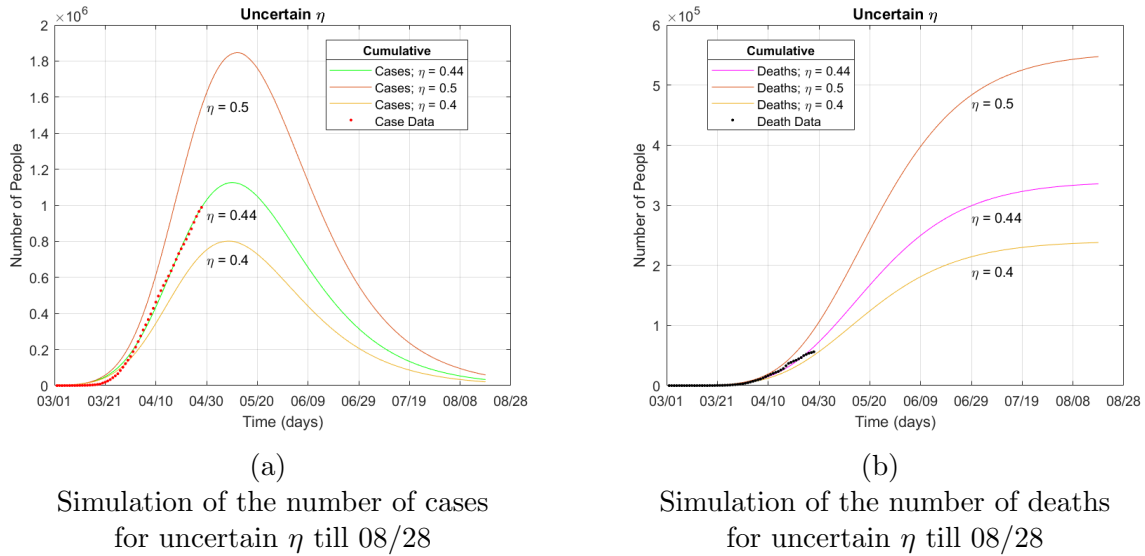 Uncertain η
×10⁶
Number of People
2
1.8
1.6
1.4
1.2
1
0.8
0.6
0.4
0.2
0
Cumulative
Cases; η = 0.44
Cases; η = 0.5
Cases; η = 0.4
Case Data
η = 0.5
η = 0.44
η = 0.4
03/01 03/21 04/10 04/30 05/20 06/09 06/29 07/19 08/08 08/28
Time (days)
(a)
Simulation of the number of cases
for uncertain η till 08/28
Uncertain η
×10⁵
Number of People
6
5
4
3
2
1
0
Cumulative
Deaths; η = 0.44
Deaths; η = 0.5
Deaths; η = 0.4
Death Data
η = 0.5
η = 0.44
η = 0.4
03/01 03/21 04/10 04/30 05/20 06/09 06/29 07/19 08/08 08/28
Time (days)
(b)
Simulation of the number of deaths
for uncertain η till 08/28